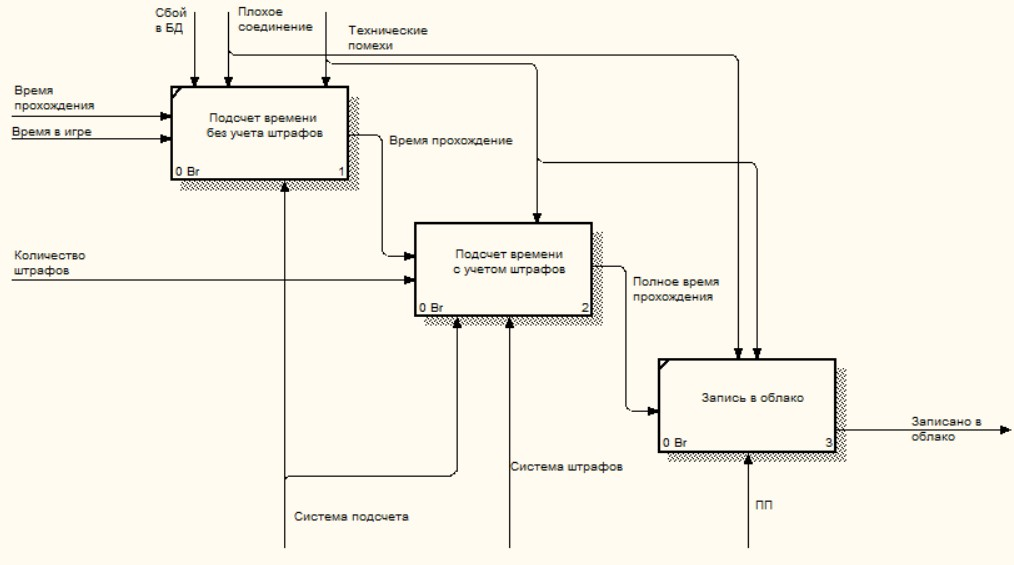 Сбой
в БД
Плохое
соединение
Технические
помехи
Время
прохождения
Время в игре
Подсчет времени
без учета штрафов
0 Br
1
Время прохождение
Количество
штрафов
Подсчет времени
с учетом штрафов
0 Br
2
Полное время
прохождения
Запись в облако
0 Br
3
Записано в
облако
Система штрафов
Система подсчета
ПП